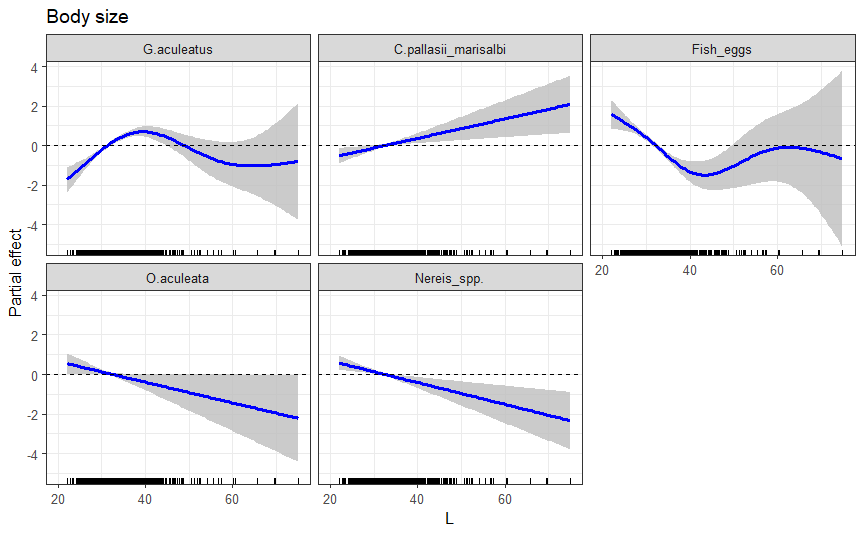 Body size
G.aculeatus
C.pallasii_marisalbi
Fish_eggs
4
2
0
-2
-4
20
40
60
O.aculeata
Nereis_spp.
4
2
0
-2
-4
20
40
60
20
40
60
Partial effect
L